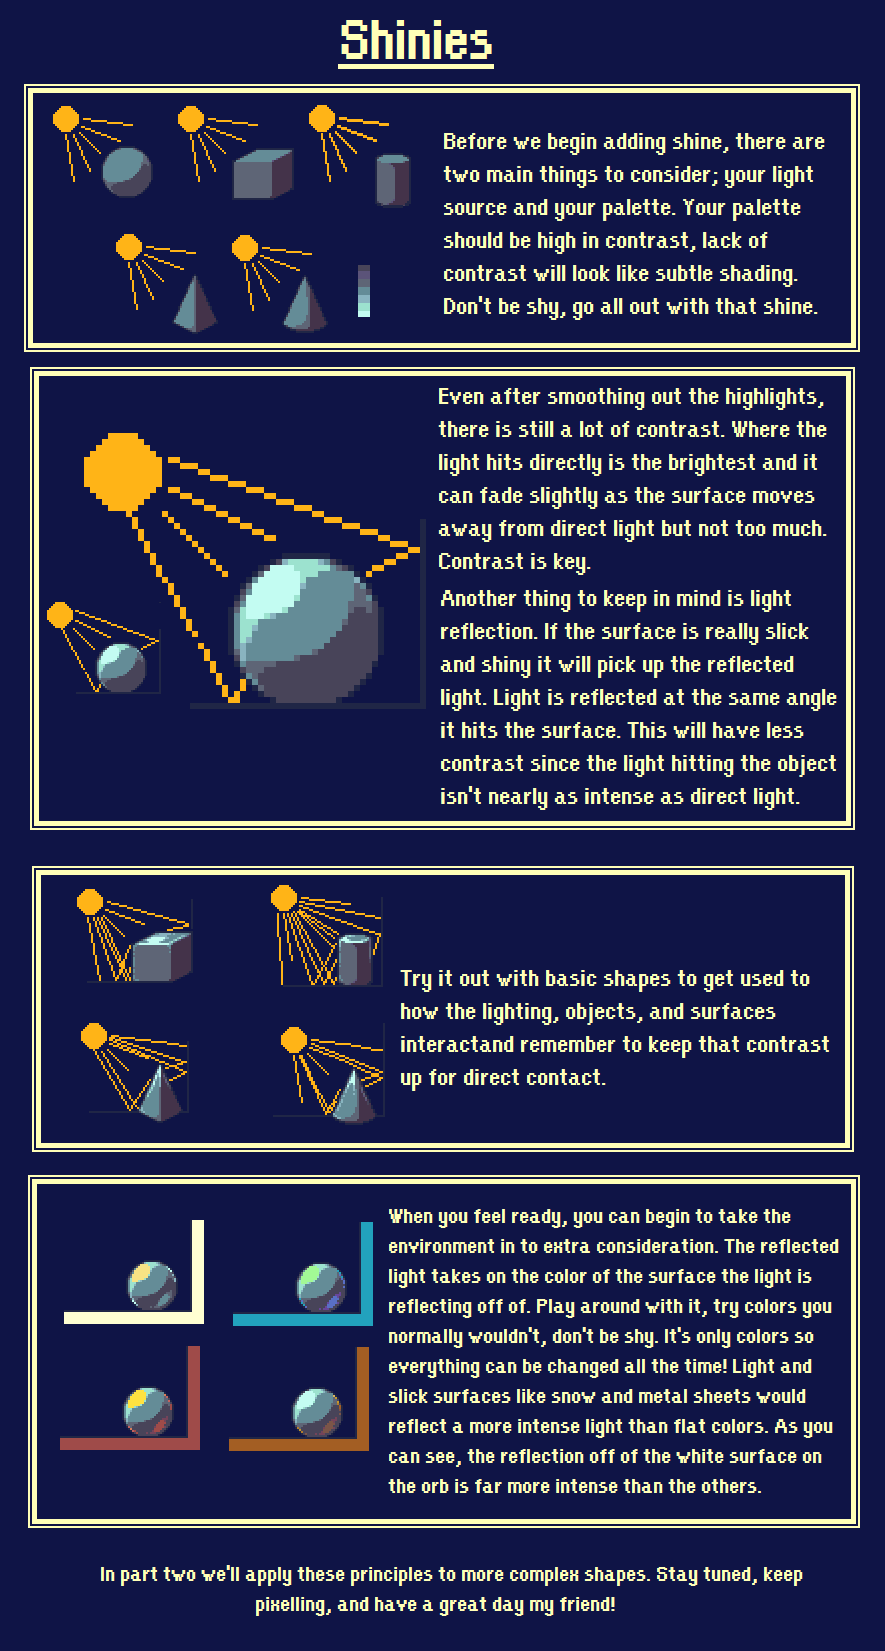 Shinies
Before we begin adding shine, there are
two main things to consider; your light
source and your palette. Your palette
should be high in contrast, lack of
contrast will look like subtle shading.
Don't be shy, go all out with that shine.
Even after smoothing out the highlights,
there is still a lot of contrast. Where the
light hits directly is the brightest and it
can fade slightly as the surface moves
away from direct light but not too much.
Contrast is key.
Another thing to keep in mind is light
reflection. If the surface is really slick
and shiny it will pick up the reflected
light. Light is reflected at the same angle
it hits the surface. This will have less
contrast since the light hitting the object
isn't nearly as intense as direct light.
Try it out with basic shapes to get used to
how the lighting, objects, and surfaces
interactand remember to keep that contrast
up for direct contact.
When you feel ready, you can begin to take the
environment in to extra consideration. The reflected
light takes on the color of the surface the light is
reflecting off of. Play around with it, try colors you
normally wouldn't, don't be shy. It's only colors so
everything can be changed all the time! Light and
slick surfaces like snow and metal sheets would
reflect a more intense light than flat colors. As you
can see, the reflection off of the white surface on
the orb is far more intense than the others.
In part two we'll apply these principles to more complex shapes. Stay tuned, keep
pixelling, and have a great day my friend!